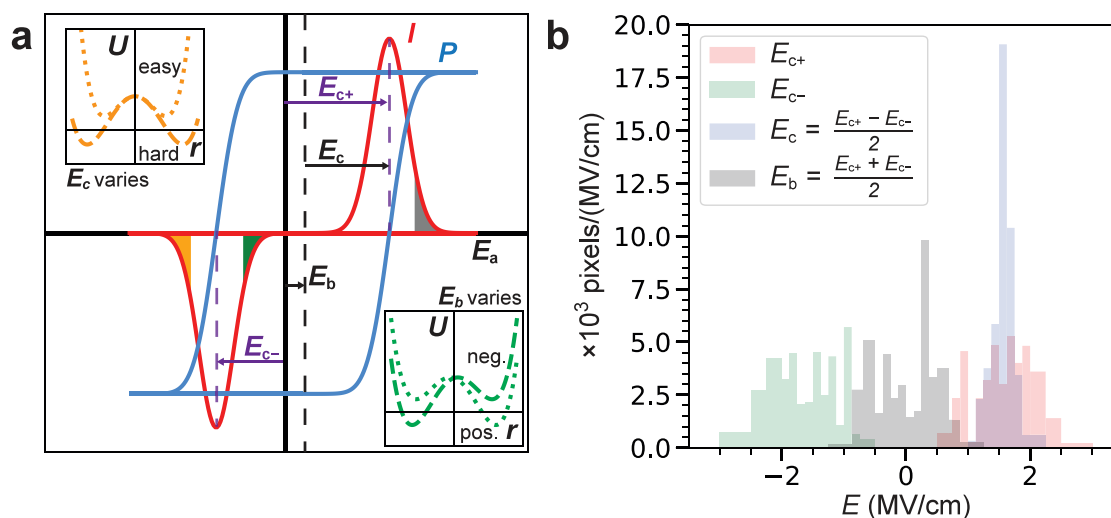 a
U
easy
hard
r
E_c varies
I
P
E_c+
E_c
E_a
E_b
E_c−
E_b varies
U
neg.
pos.
r
b
20.0
17.5
15.0
12.5
10.0
7.5
5.0
2.5
0.0
×10³ pixels/(MV/cm)
E_c+
E_c−
E_c = (E_c+ − E_c−)/2
E_b = (E_c+ + E_c−)/2
−2
0
2
E (MV/cm)